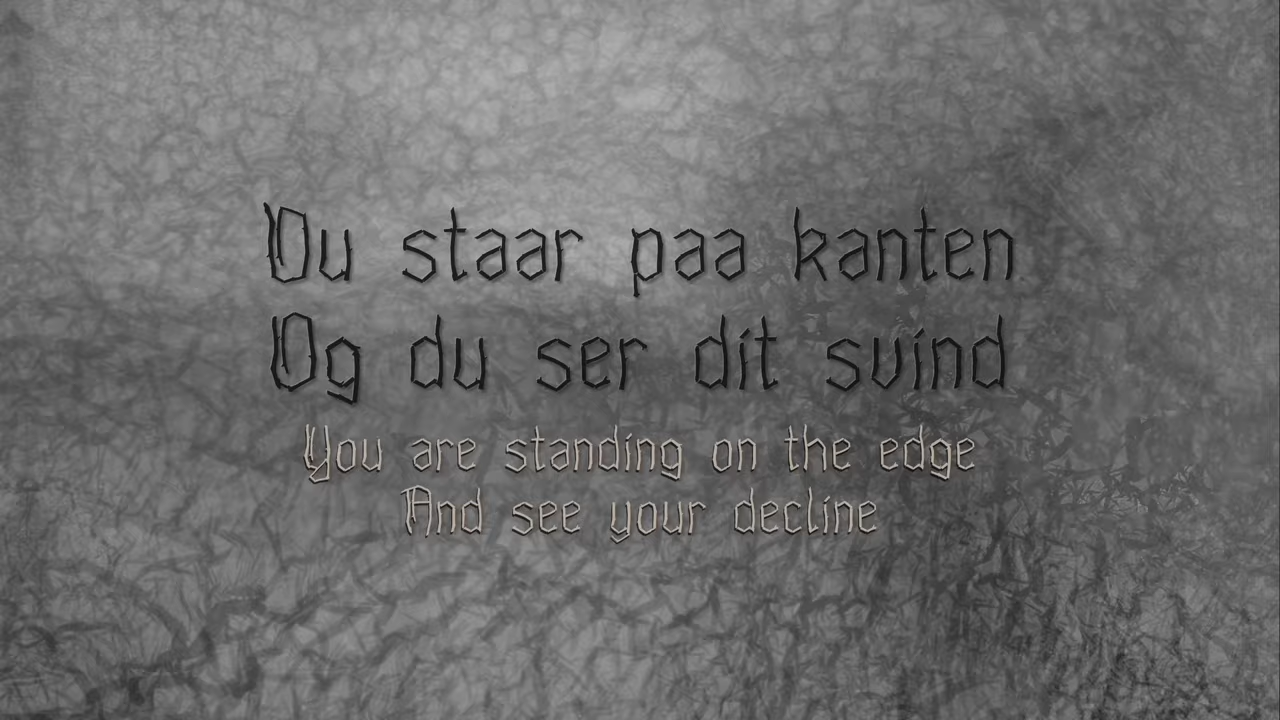 Du staar paa kanten
Og du ser dit svind
You are standing on the edge
And see your decline